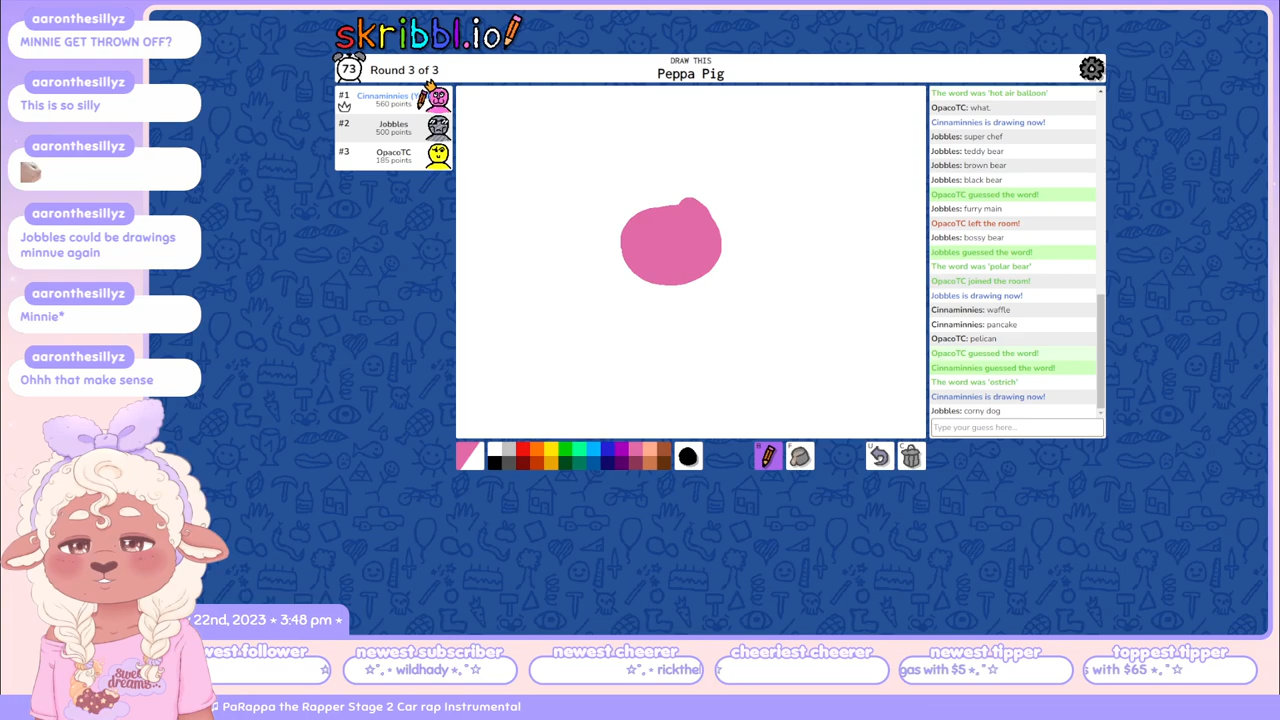 aaronthesillyz
MINNIE GET THROWN OFF?
aaronthesillyz
This is so silly
aaronthesillyz
aaronthesillyz
Jobbles could be drawings
minnue again
aaronthesillyz
Minnie*
aaronthesillyz
Ohhh that make sense
skribbl.io
73
Round 3 of 3
DRAW THIS
Peppa Pig
#1
Cinnaminnies (Y
560 points
#2
Jobbles
500 points
#3
OpacoTC
185 points
The word was 'hot air balloon'
OpacoTC: what.
Cinnaminnies is drawing now!
Jobbles: super chef
Jobbles: teddy bear
Jobbles: brown bear
Jobbles: black bear
OpacoTC guessed the word!
Jobbles: furry main
OpacoTC left the room!
Jobbles: bossy bear
Jobbles guessed the word!
The word was 'polar bear'
OpacoTC joined the room!
Jobbles is drawing now!
Cinnaminnies: waffle
Cinnaminnies: pancake
OpacoTC: pelican
OpacoTC guessed the word!
Cinnaminnies guessed the word!
The word was 'ostrich'
Cinnaminnies is drawing now!
Jobbles: corny dog
Type your guess here...
B
F
U
C
22nd, 2023 ★ 3:48 pm ★
west follower
newest subscriber
☆˚｡⋆ wildhady ⋆｡˚☆
newest cheerer
☆˚｡⋆ rickthe
cheeriest cheerer
newest tipper
gas with $5 ⋆｡˚☆
toppest tipper
s with $65 ⋆｡˚☆
sweet
dreams
♫ PaRappa the Rapper Stage 2 Car rap Instrumental